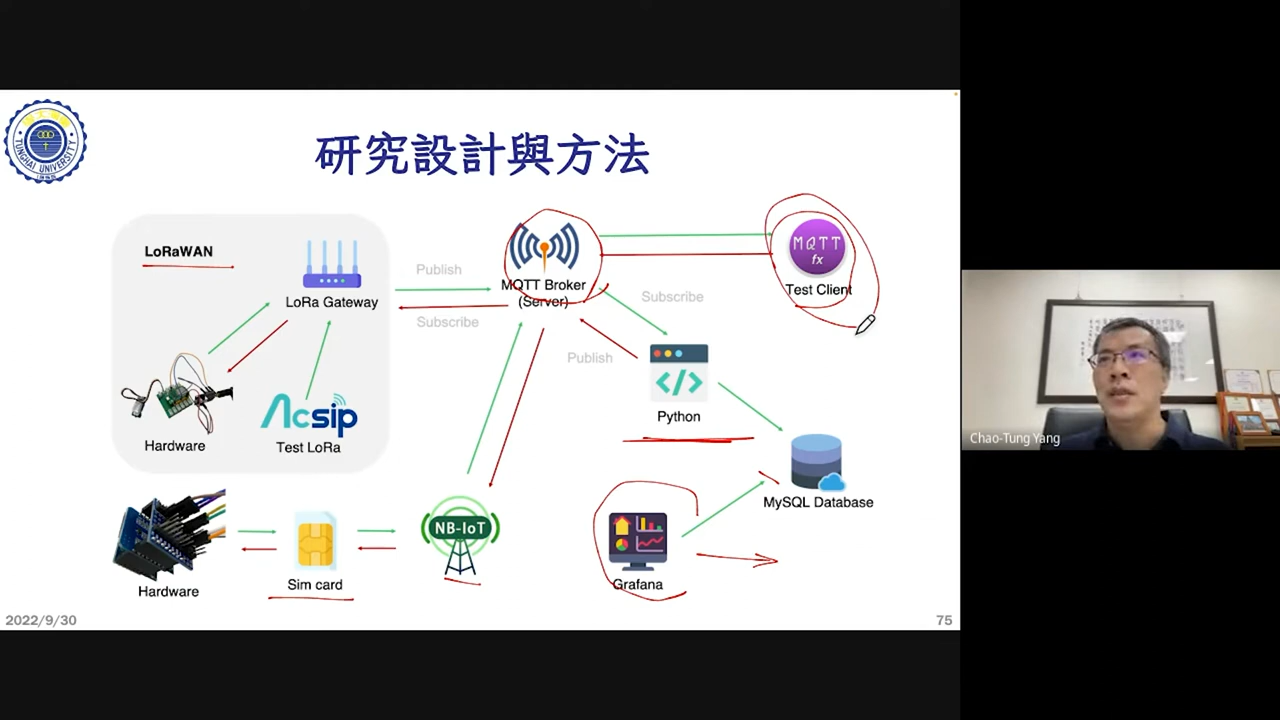 TUNGHAI UNIVERSITY
研究設計與方法
LoRaWAN
LoRa Gateway
Hardware
Acsip
Test LoRa
Publish
Subscribe
MQTT Broker
(Server)
MQTT
fx
Test Client
Subscribe
Publish
</>
Python
MySQL Database
Hardware
Sim card
NB-IoT
Grafana
2022/9/30
75
Chao-Tung Yang